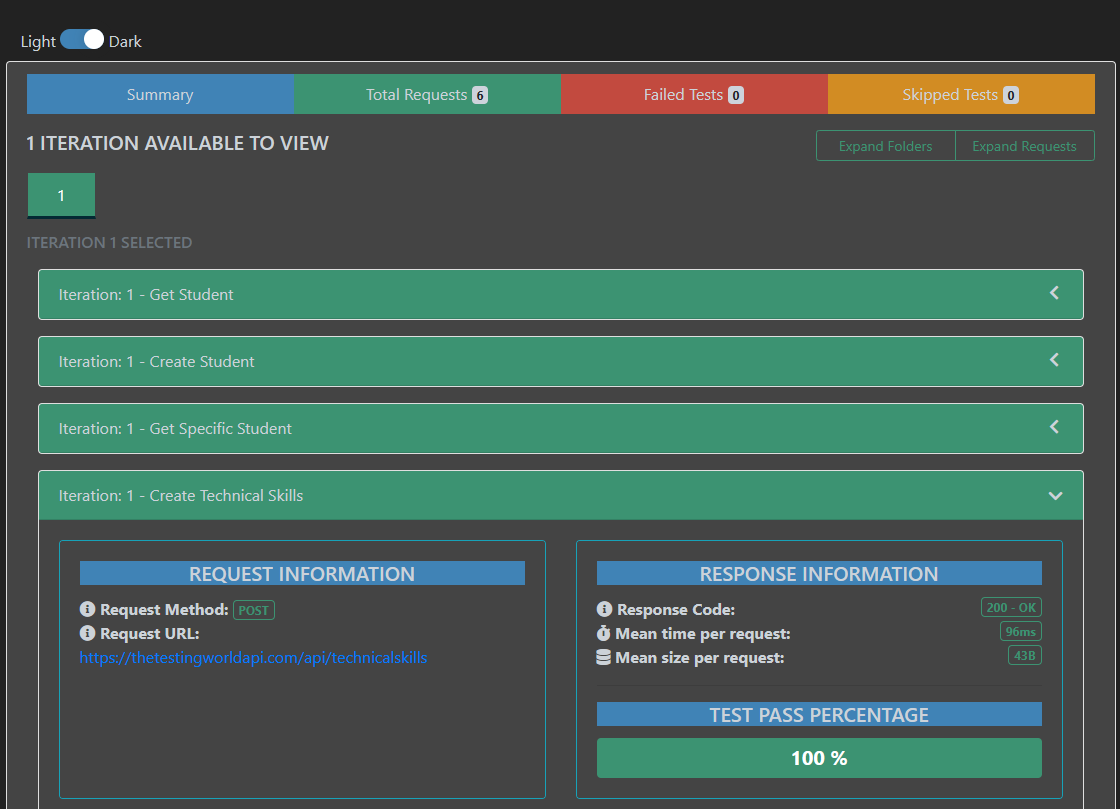 Light Dark
Summary Total Requests 6 Failed Tests 0 Skipped Tests 0
1 ITERATION AVAILABLE TO VIEW
Expand Folders Expand Requests
1
ITERATION 1 SELECTED
Iteration: 1 - Get Student
Iteration: 1 - Create Student
Iteration: 1 - Get Specific Student
Iteration: 1 - Create Technical Skills
REQUEST INFORMATION
Request Method: POST
Request URL:
https://thetestingworldapi.com/api/technicalskills
RESPONSE INFORMATION
Response Code: 200 - OK
Mean time per request: 96ms
Mean size per request: 43B
TEST PASS PERCENTAGE
100 %